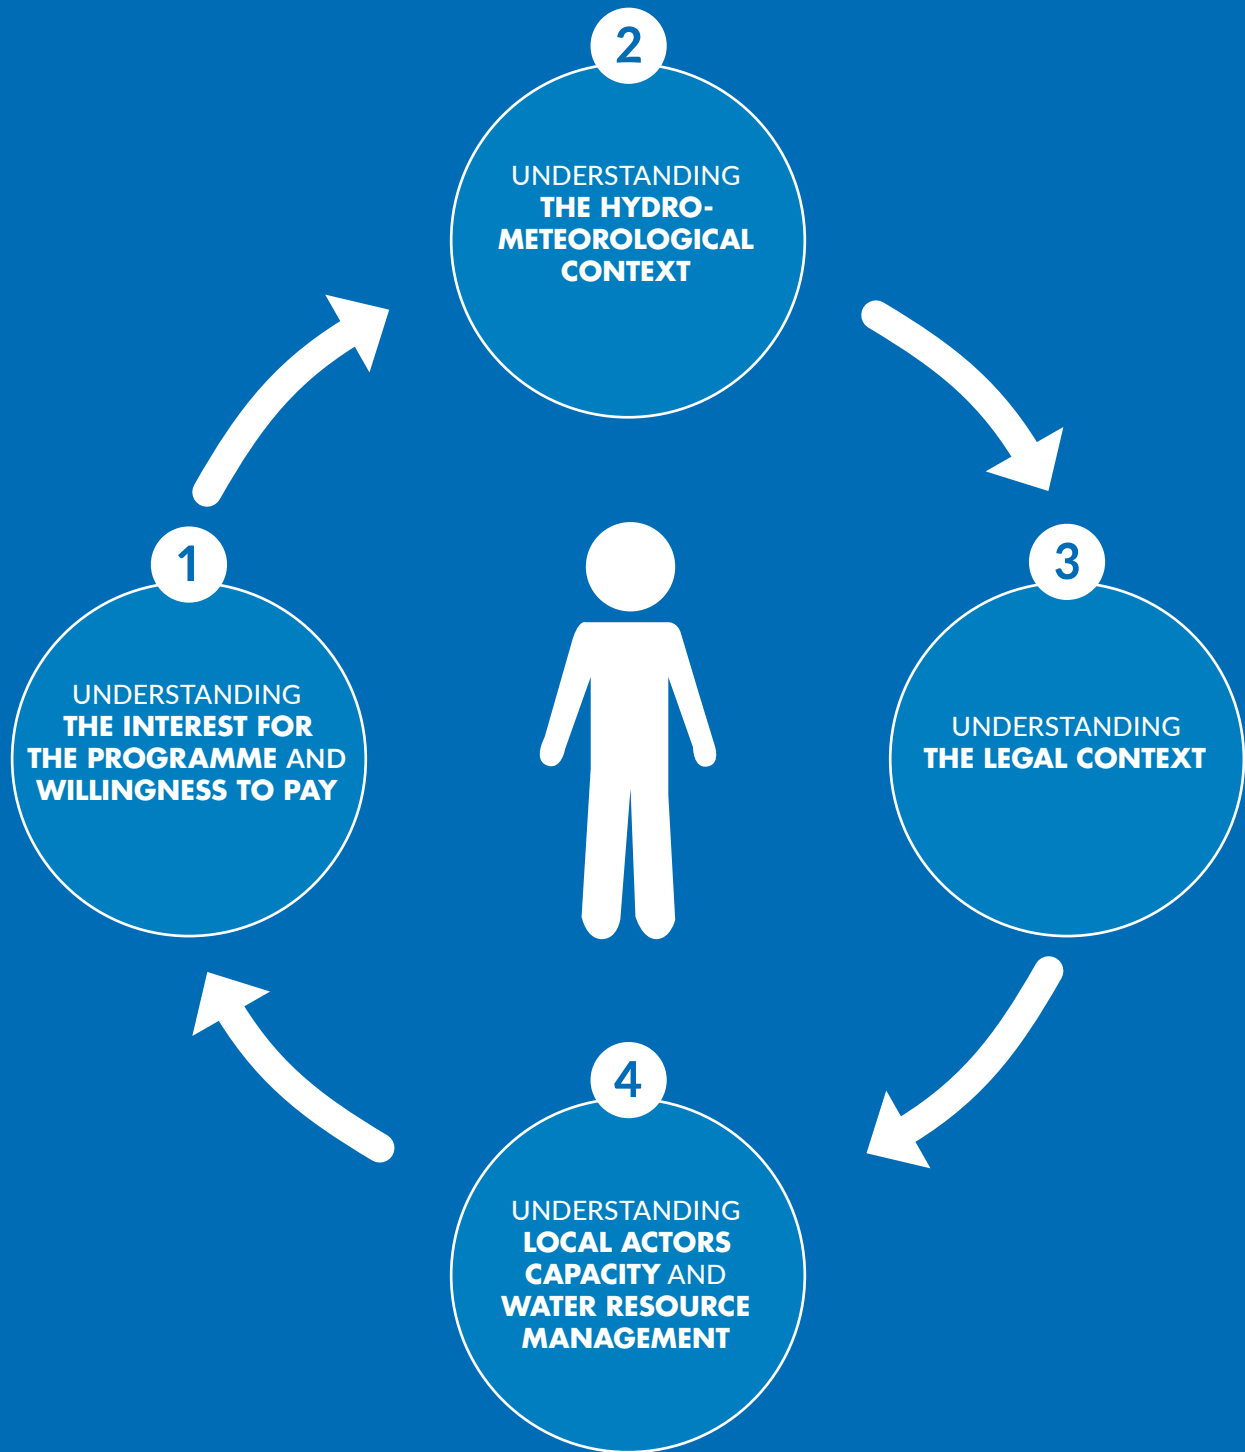 1
UNDERSTANDING
THE INTEREST FOR
THE PROGRAMME AND
WILLINGNESS TO PAY
2
UNDERSTANDING
THE HYDRO-
METEOROLOGICAL
CONTEXT
3
UNDERSTANDING
THE LEGAL CONTEXT
4
UNDERSTANDING
LOCAL ACTORS
CAPACITY AND
WATER RESOURCE
MANAGEMENT